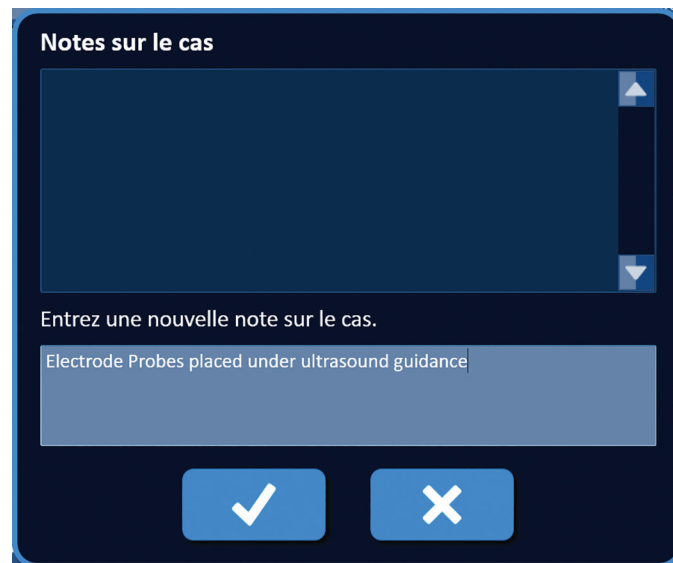 Notes sur le cas
Entrez une nouvelle note sur le cas.
Electrode Probes placed under ultrasound guidance